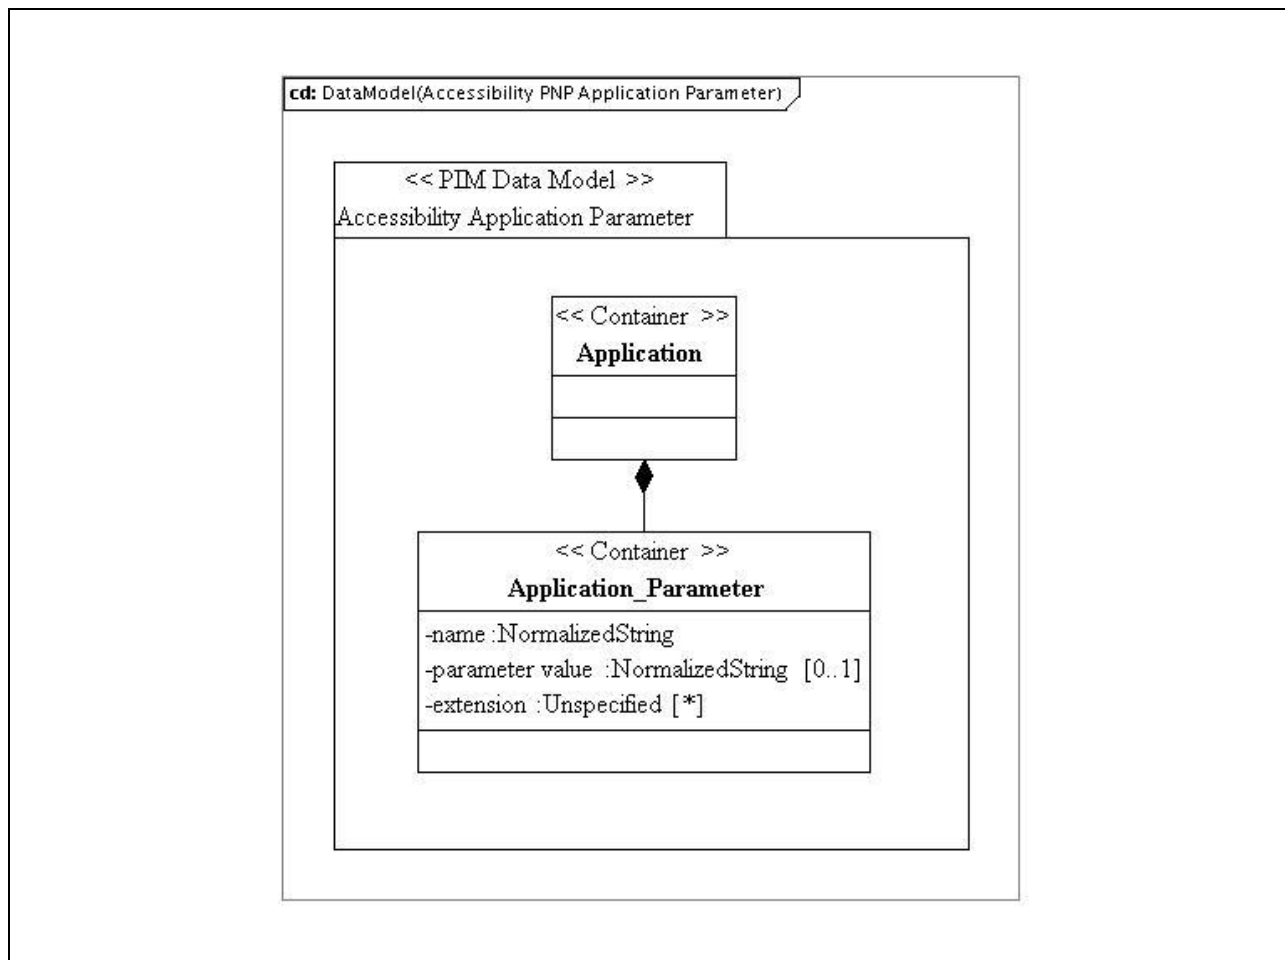 cd: DataModel(Accessibility PNP Application Parameter)
<< PIM Data Model >>
Accessibility Application Parameter
<< Container >>
Application
<< Container >>
Application_Parameter
-name :NormalizedString
-parameter value :NormalizedString [0..1]
-extension :Unspecified [*]